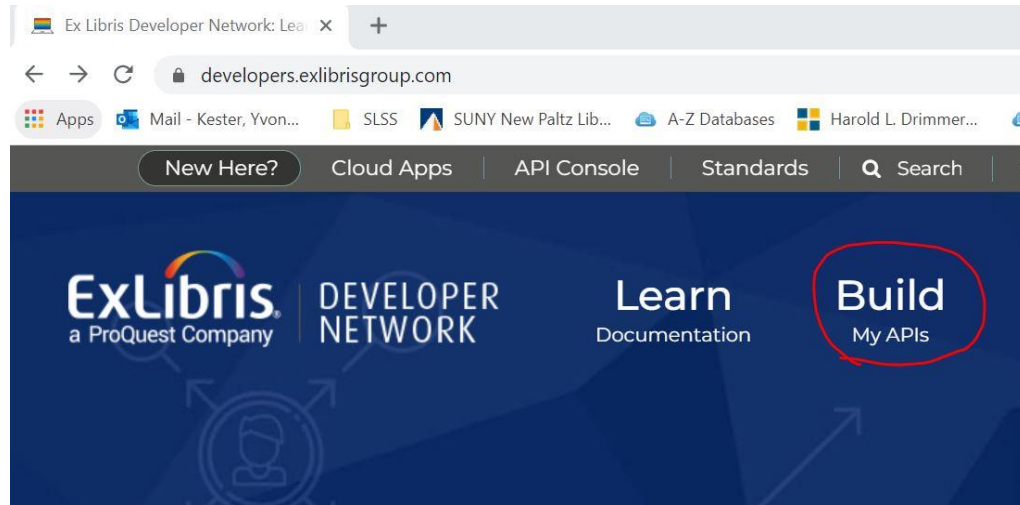 Ex Libris Developer Network: Lea
developers.exlibrisgroup.com
Apps Mail - Kester, Yvon... SLSS SUNY New Paltz Lib... A-Z Databases Harold L. Drimmer...
New Here? Cloud Apps API Console Standards Search
ExLibris.
a ProQuest Company
DEVELOPER
NETWORK
Learn
Documentation
Build
My APIs